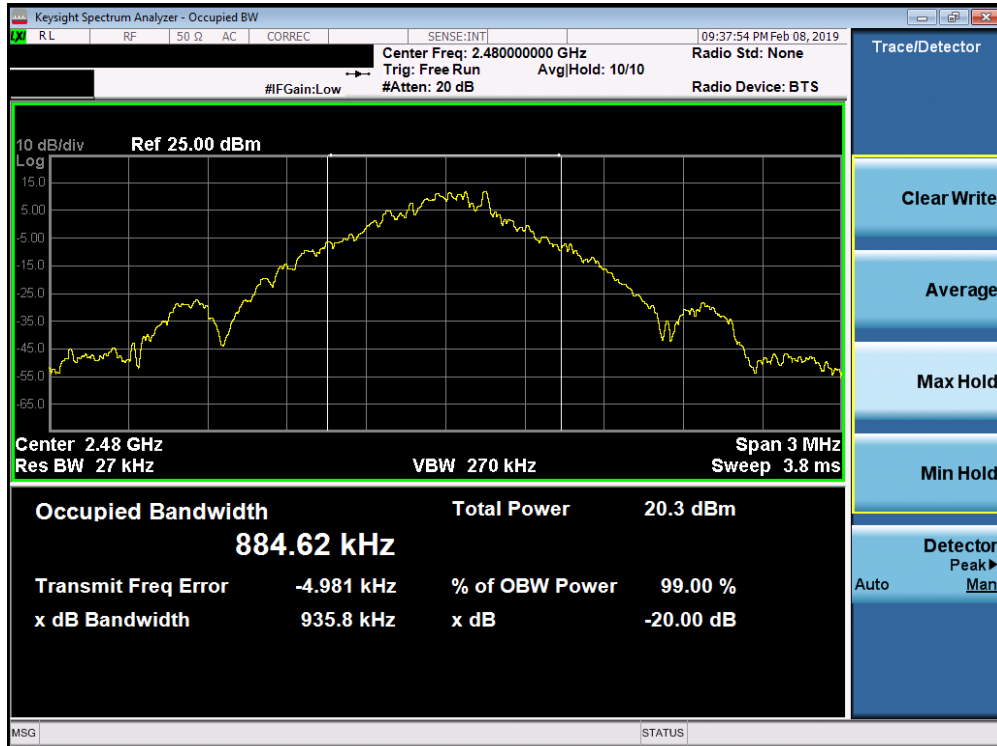 Keysight Spectrum Analyzer - Occupied BW
LXI RL RF 50 Ω AC CORREC SENSE:INT 09:37:54 PM Feb 08, 2019
Center Freq: 2.480000000 GHz Radio Std: None
Trig: Free Run Avg|Hold: 10/10
#IFGain:Low #Atten: 20 dB Radio Device: BTS
Trace/Detector
10 dB/div Ref 25.00 dBm
Log
15.0
5.00
-5.00
-15.0
-25.0
-35.0
-45.0
-55.0
-65.0
Center 2.48 GHz Span 3 MHz
Res BW 27 kHz VBW 270 kHz Sweep 3.8 ms
Occupied Bandwidth Total Power 20.3 dBm
884.62 kHz
Transmit Freq Error -4.981 kHz % of OBW Power 99.00 %
x dB Bandwidth 935.8 kHz x dB -20.00 dB
Clear Write
Average
Max Hold
Min Hold
Detector
Peak▶
Auto Man
MSG STATUS